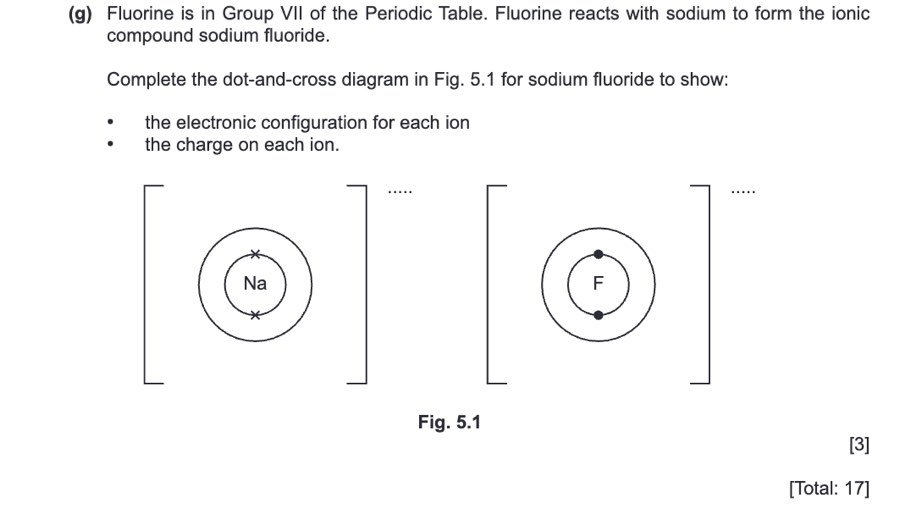 (g) Fluorine is in Group VII of the Periodic Table. Fluorine reacts with sodium to form the ionic
compound sodium fluoride.
Complete the dot-and-cross diagram in Fig. 5.1 for sodium fluoride to show:
• the electronic configuration for each ion
• the charge on each ion.
..... .....
Na F
Fig. 5.1
[3]
[Total: 17]